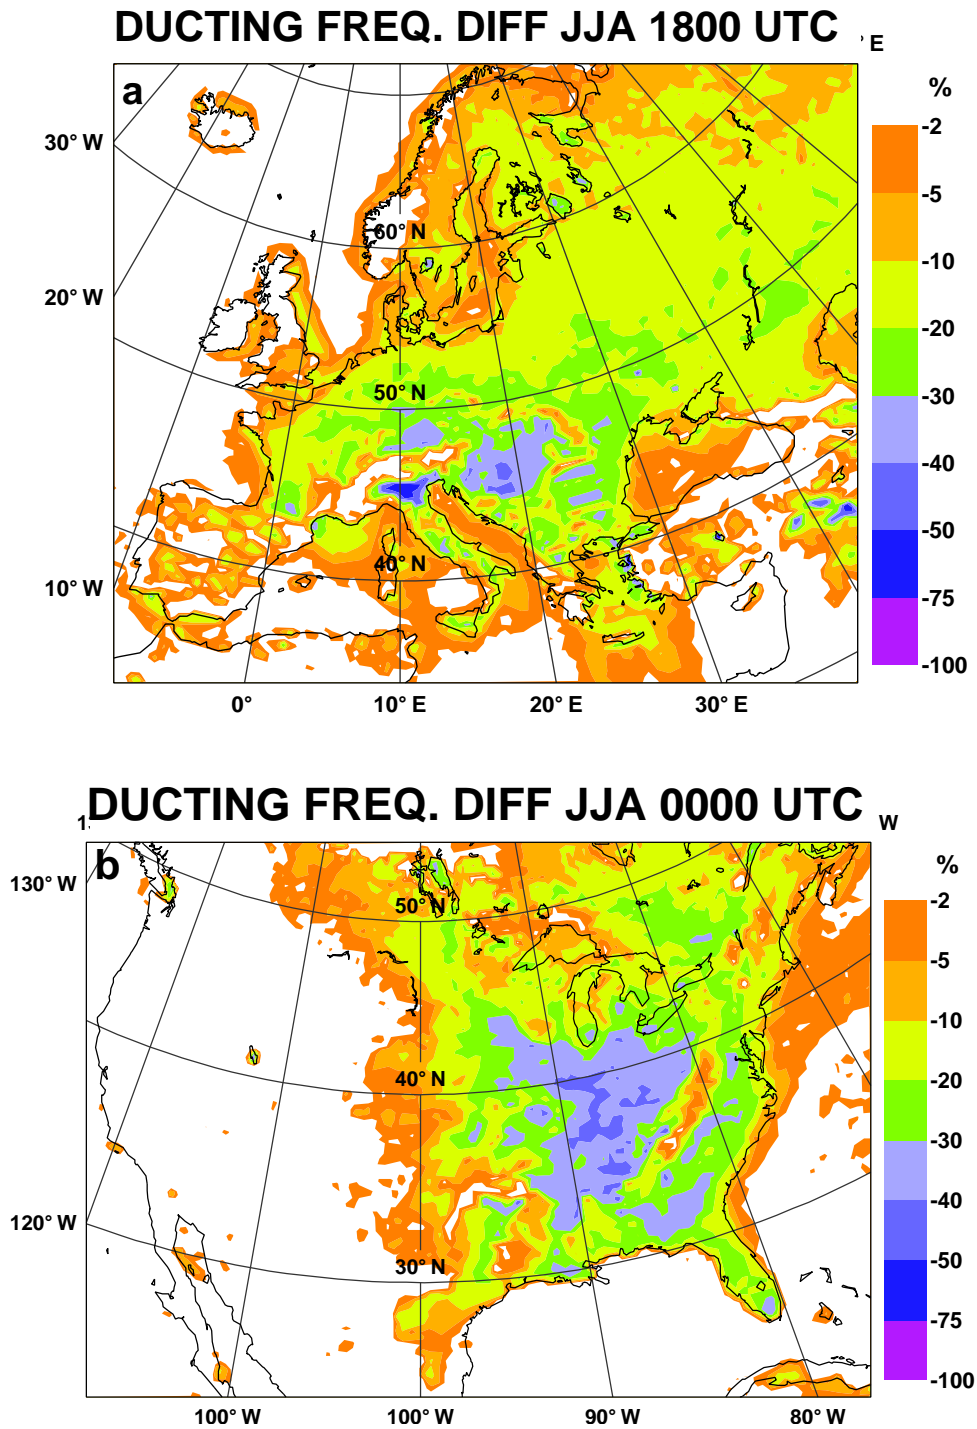 DUCTING FREQ. DIFF JJA 1800 UTC
° E
a
%
30° W
20° W
10° W
60° N
50° N
40° N
0°
10° E
20° E
30° E
-2
-5
-10
-20
-30
-40
-50
-75
-100
DUCTING FREQ. DIFF JJA 0000 UTC
W
b
%
130° W
120° W
50° N
40° N
30° N
100° W
100° W
90° W
80° W
-2
-5
-10
-20
-30
-40
-50
-75
-100